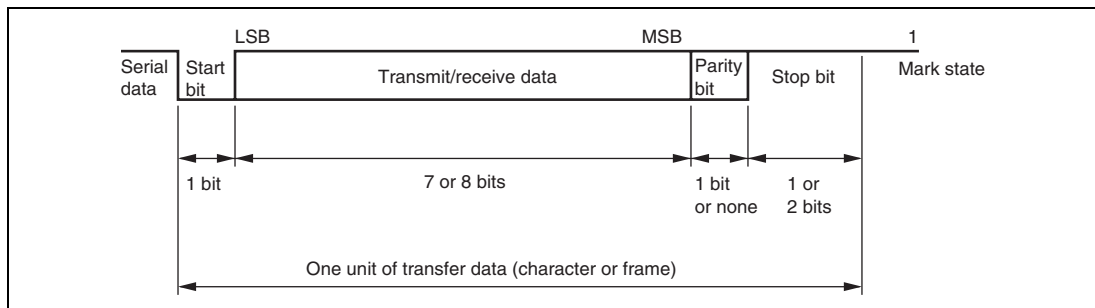 LSB
MSB
1
Serial
data
Start
bit
Transmit/receive data
Parity
bit
Stop bit
Mark state
1 bit
7 or 8 bits
1 bit
or none
1 or
2 bits
One unit of transfer data (character or frame)